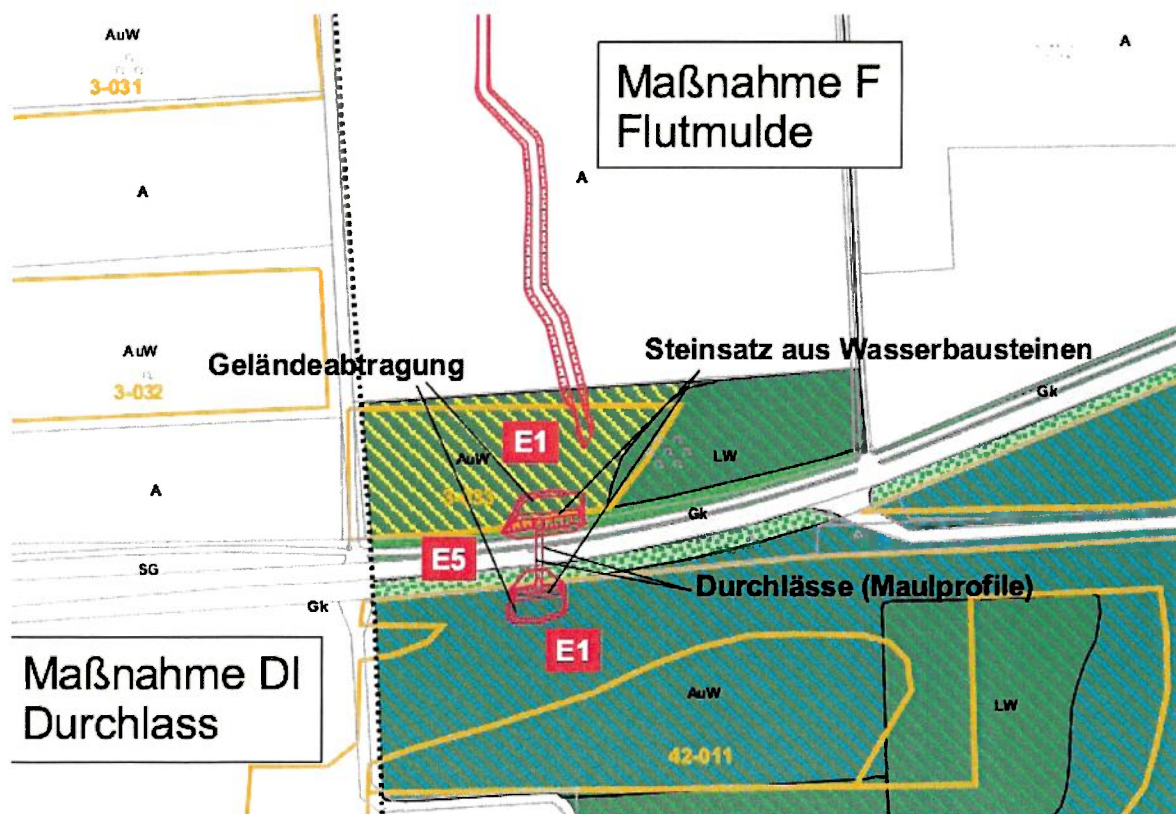 AuW
3-031
A
Maßnahme F
Flutmulde
A
A
AuW
3-032
Geländeabtragung
Steinsatz aus Wasserbausteinen
Gk
E1
AuW
LW
A
Gk
E5
SG
Durchlässe (Maulprofile)
Gk
E1
Maßnahme DI
Durchlass
AuW
LW
42-011